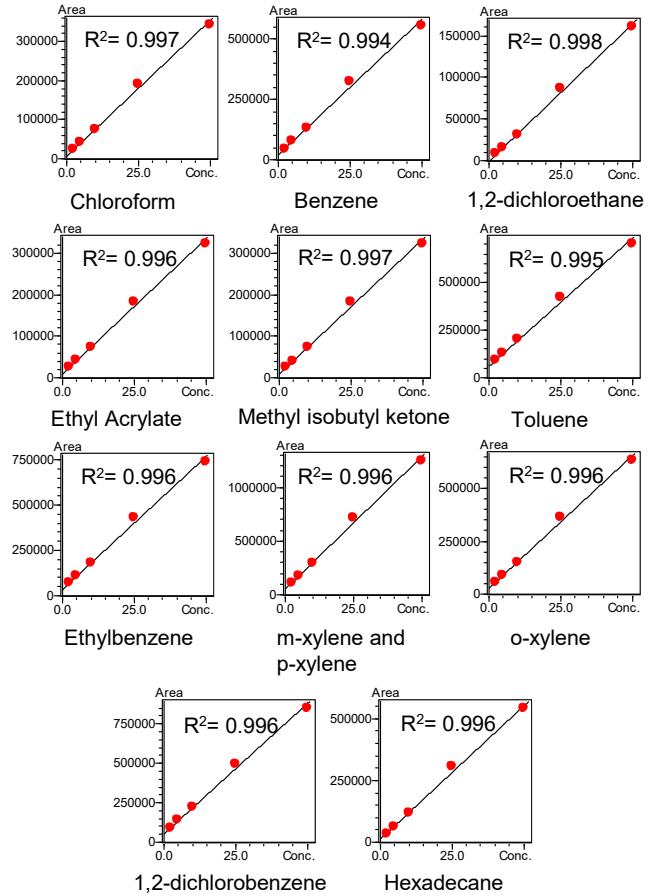 Area
R²= 0.997
300000
200000
100000
0
0.0 25.0 Conc.
Chloroform
Area
R²= 0.994
500000
250000
0
0.0 25.0 Conc.
Benzene
Area
R²= 0.998
150000
100000
50000
0
0.0 25.0 Conc.
1,2-dichloroethane
Area
R²= 0.996
300000
200000
100000
0
0.0 25.0 Conc.
Ethyl Acrylate
Area
R²= 0.997
300000
200000
100000
0
0.0 25.0 Conc.
Methyl isobutyl ketone
Area
R²= 0.995
500000
250000
0
0.0 25.0 Conc.
Toluene
Area
R²= 0.996
750000
500000
250000
0
0.0 25.0 Conc.
Ethylbenzene
Area
R²= 0.996
1000000
500000
0
0.0 25.0 Conc.
m-xylene and
p-xylene
Area
R²= 0.996
500000
250000
0
0.0 25.0 Conc.
o-xylene
Area
R²= 0.996
750000
500000
250000
0
0.0 25.0 Conc.
1,2-dichlorobenzene
Area
R²= 0.996
500000
250000
0
0.0 25.0 Conc.
Hexadecane